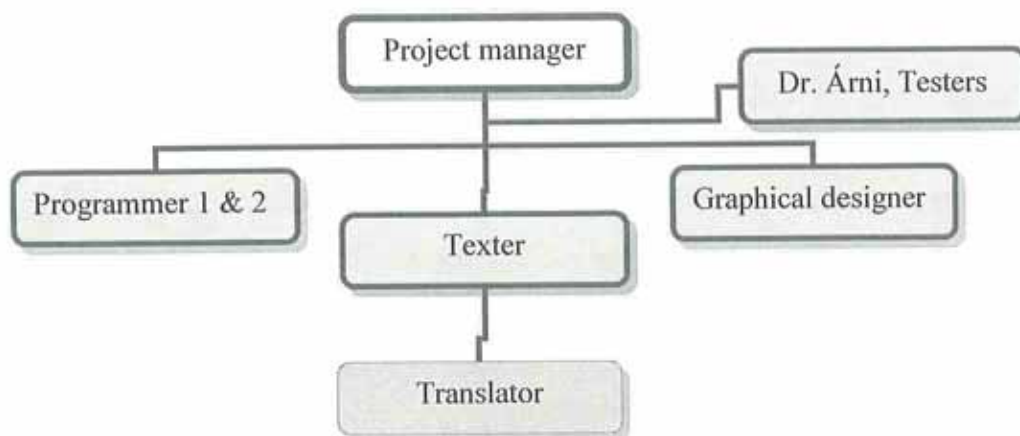 Project manager
Dr. Árni, Testers
Programmer 1 & 2
Graphical designer
Texter
Translator